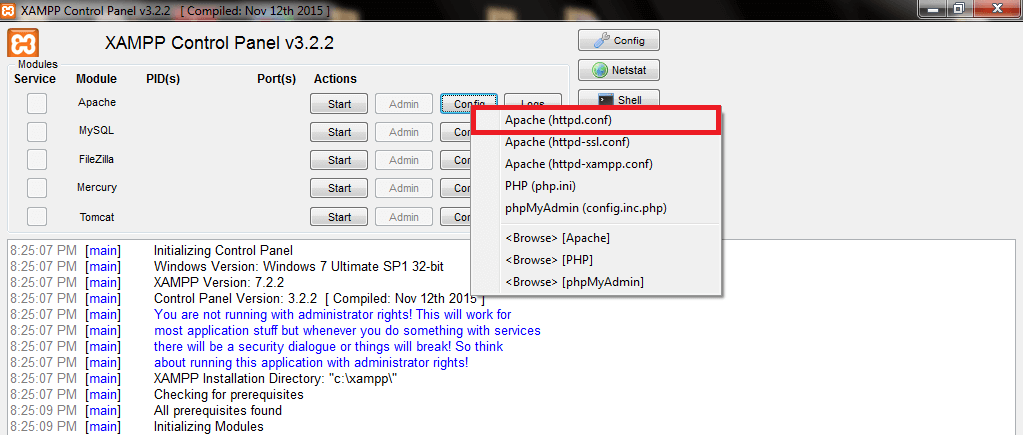 XAMPP Control Panel v3.2.2 [ Compiled: Nov 12th 2015 ]
XAMPP Control Panel v3.2.2
Config
Modules
Service Module PID(s) Port(s) Actions
Netstat
Shell
Apache Start Admin Config Logs
MySQL Start Admin Con
FileZilla Start Admin Con
Mercury Start Admin Con
Tomcat Start Admin Con
Apache (httpd.conf)
Apache (httpd-ssl.conf)
Apache (httpd-xampp.conf)
PHP (php.ini)
phpMyAdmin (config.inc.php)
<Browse> [Apache]
<Browse> [PHP]
<Browse> [phpMyAdmin]
8:25:07 PM [main] Initializing Control Panel
8:25:07 PM [main] Windows Version: Windows 7 Ultimate SP1 32-bit
8:25:07 PM [main] XAMPP Version: 7.2.2
8:25:07 PM [main] Control Panel Version: 3.2.2 [ Compiled: Nov 12th 2015 ]
8:25:07 PM [main] You are not running with administrator rights! This will work for
8:25:07 PM [main] most application stuff but whenever you do something with services
8:25:07 PM [main] there will be a security dialogue or things will break! So think
8:25:07 PM [main] about running this application with administrator rights!
8:25:07 PM [main] XAMPP Installation Directory: "c:\xampp\"
8:25:07 PM [main] Checking for prerequisites
8:25:09 PM [main] All prerequisites found
8:25:09 PM [main] Initializing Modules